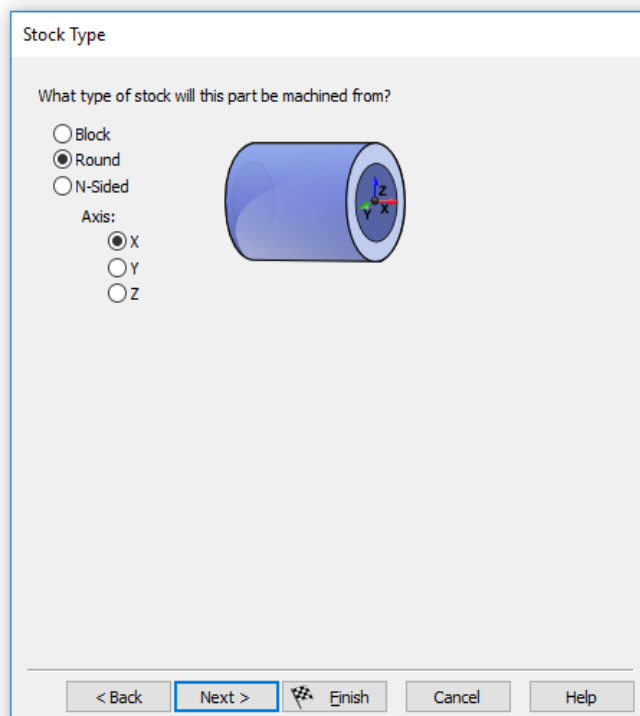 Stock Type
What type of stock will this part be machined from?
Block
Round
N-Sided
Axis:
X
Y
Z
Z
Y X
< Back Next > Finish Cancel Help